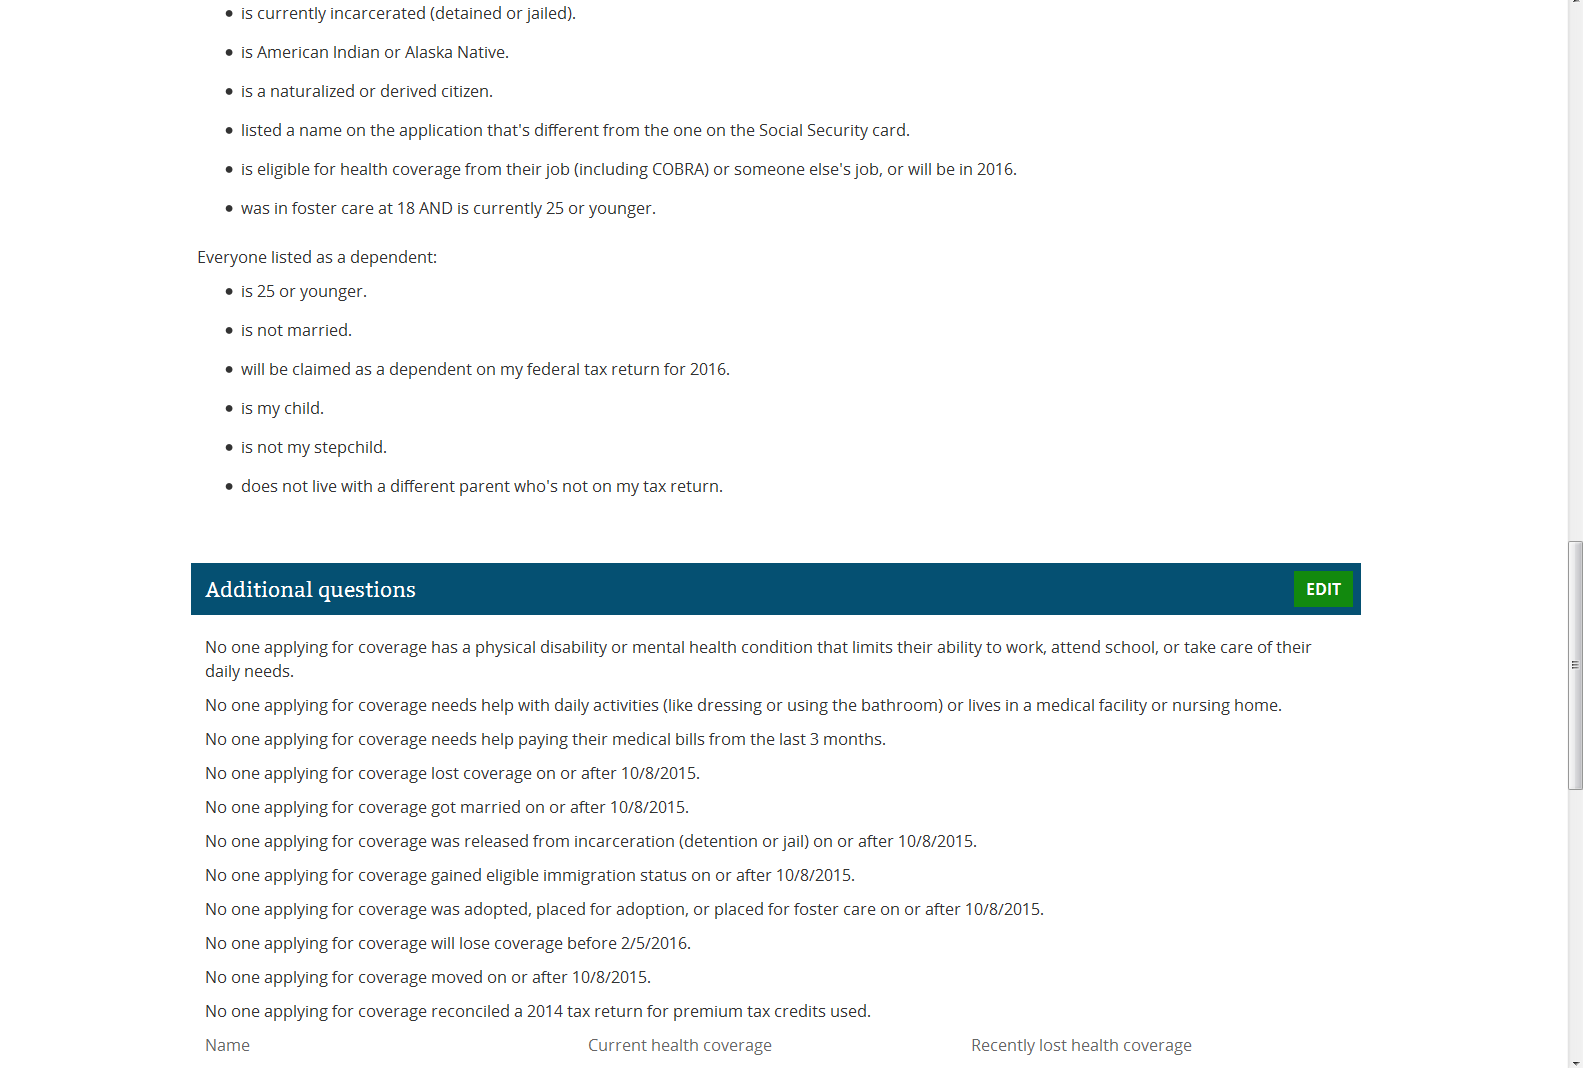 • is currently incarcerated (detained or jailed).
• is American Indian or Alaska Native.
• is a naturalized or derived citizen.
• listed a name on the application that's different from the one on the Social Security card.
• is eligible for health coverage from their job (including COBRA) or someone else's job, or will be in 2016.
• was in foster care at 18 AND is currently 25 or younger.
Everyone listed as a dependent:
• is 25 or younger.
• is not married.
• will be claimed as a dependent on my federal tax return for 2016.
• is my child.
• is not my stepchild.
• does not live with a different parent who's not on my tax return.
Additional questions EDIT
No one applying for coverage has a physical disability or mental health condition that limits their ability to work, attend school, or take care of their
daily needs.
No one applying for coverage needs help with daily activities (like dressing or using the bathroom) or lives in a medical facility or nursing home.
No one applying for coverage needs help paying their medical bills from the last 3 months.
No one applying for coverage lost coverage on or after 10/8/2015.
No one applying for coverage got married on or after 10/8/2015.
No one applying for coverage was released from incarceration (detention or jail) on or after 10/8/2015.
No one applying for coverage gained eligible immigration status on or after 10/8/2015.
No one applying for coverage was adopted, placed for adoption, or placed for foster care on or after 10/8/2015.
No one applying for coverage will lose coverage before 2/5/2016.
No one applying for coverage moved on or after 10/8/2015.
No one applying for coverage reconciled a 2014 tax return for premium tax credits used.
Name Current health coverage Recently lost health coverage